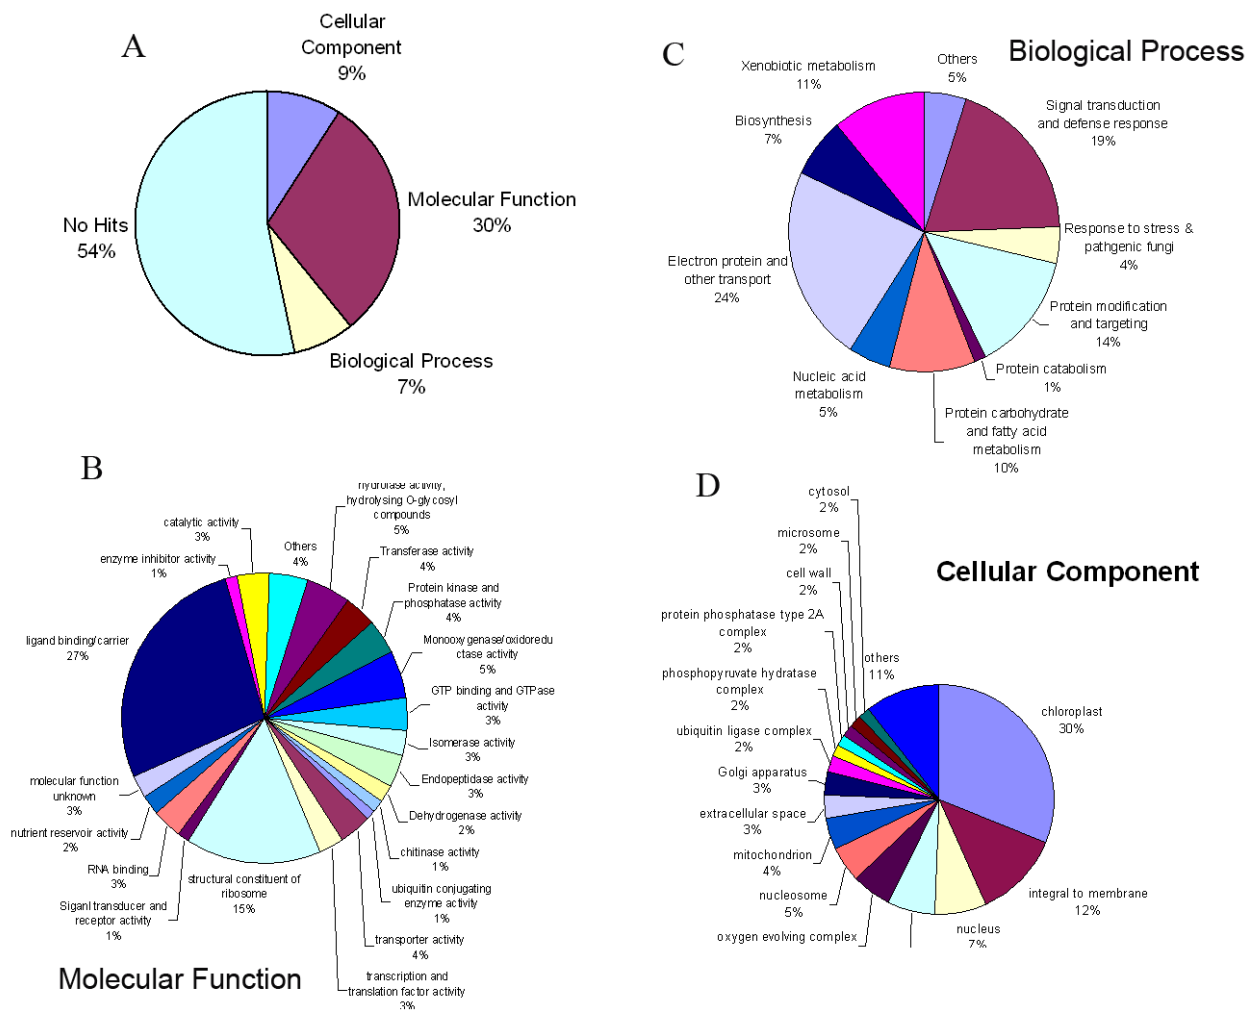 A
Cellular
Component
9%
Molecular Function
30%
Biological Process
7%
No Hits
54%
C
Biological Process
Others
5%
Signal transduction
and defense response
19%
Response to stress &
pathgenic fungi
4%
Protein modification
and targeting
14%
Protein catabolism
1%
Protein carbohydrate
and fatty acid
metabolism
10%
Nucleic acid
metabolism
5%
Electron protein and
other transport
24%
Biosynthesis
7%
Xenobiotic metabolism
11%
B
Others
4%
hydrolase activity,
hydrolysing O-glycosyl
compounds
5%
Transferase activity
4%
Protein kinase and
phosphatase activity
4%
Monooxygenase/oxidoredu
ctase activity
5%
GTP binding and GTPase
activity
3%
Isomerase activity
3%
Endopeptidase activity
3%
Dehydrogenase activity
2%
chitinase activity
1%
ubiquitin conjugating
enzyme activity
1%
transporter activity
4%
transcription and
translation factor activity
3%
structural constituent of
ribosome
15%
Siganl transducer and
receptor activity
1%
RNA binding
3%
nutrient reservoir activity
2%
molecular function
unknown
3%
ligand binding/carrier
27%
enzyme inhibitor activity
1%
catalytic activity
3%
Molecular Function
D
Cellular Component
chloroplast
30%
integral to membrane
12%
nucleus
7%
oxygen evolving complex
nucleosome
5%
mitochondrion
4%
extracellular space
3%
Golgi apparatus
3%
ubiquitin ligase complex
2%
phosphopyruvate hydratase
complex
2%
protein phosphatase type 2A
complex
2%
cell wall
2%
microsome
2%
cytosol
2%
others
11%